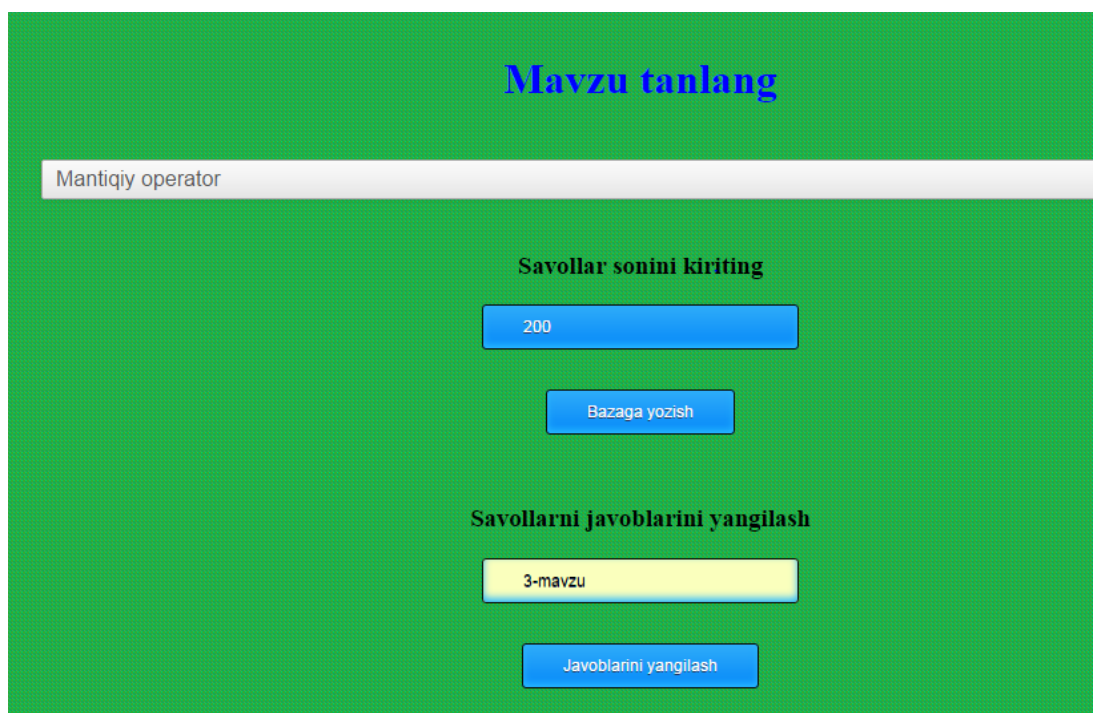 Mavzu tanlang
Mantiqiy operator
Savollar sonini kiriting
200
Bazaga yozish
Savollarni javoblarini yangilash
3-mavzu
Javoblarini yangilash